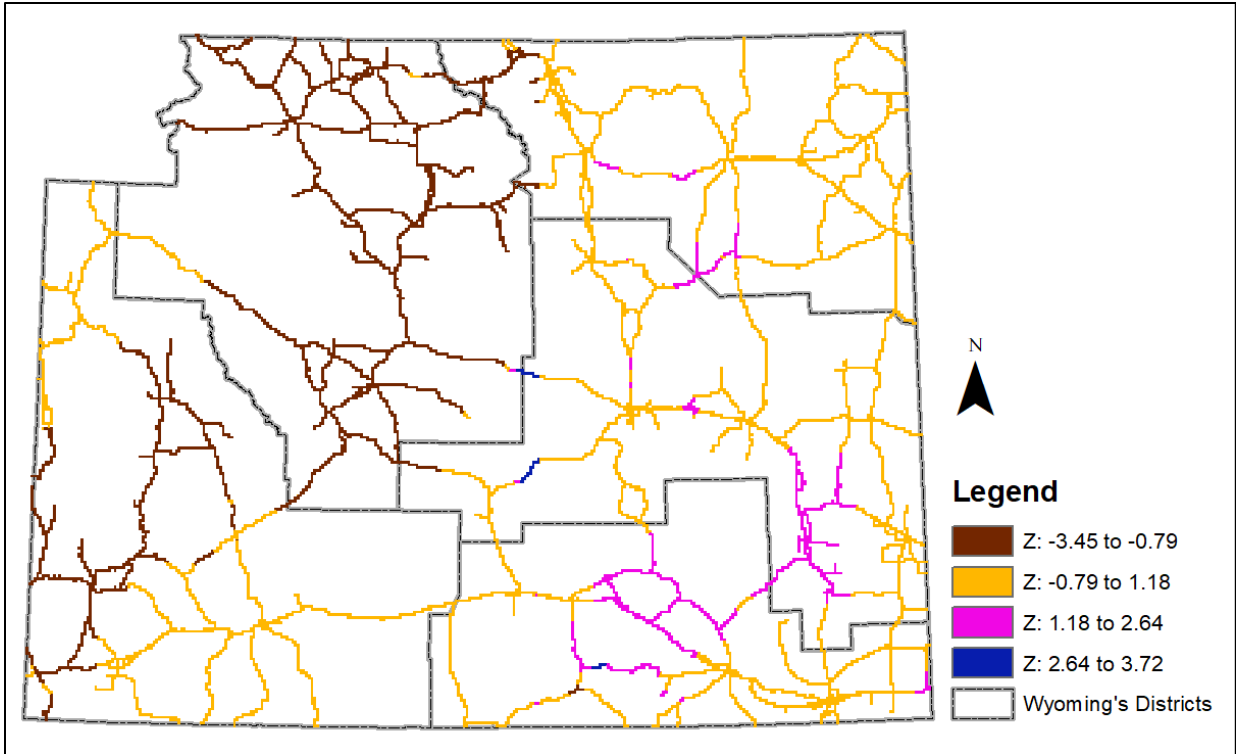 N
Legend
Z: -3.45 to -0.79
Z: -0.79 to 1.18
Z: 1.18 to 2.64
Z: 2.64 to 3.72
Wyoming's Districts